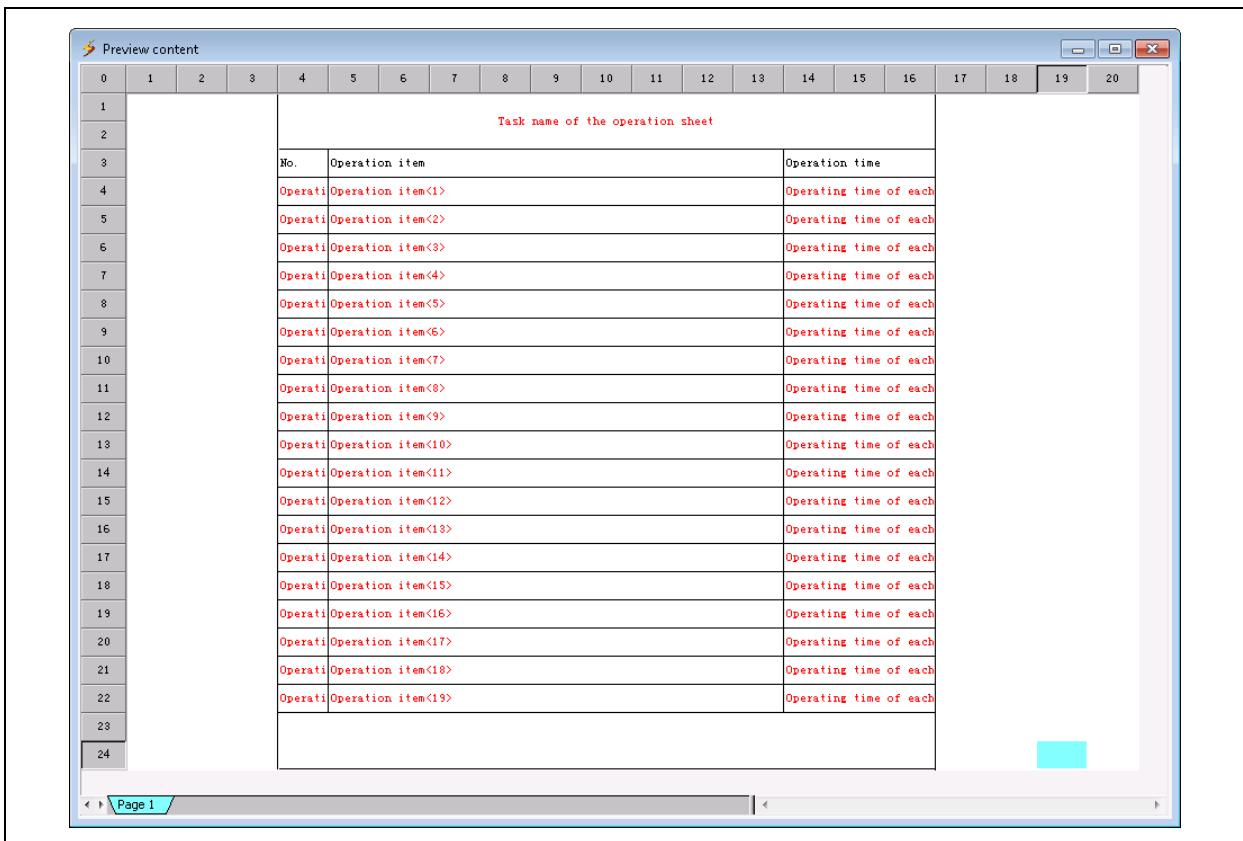 Preview content
0 1 2 3 4 5 6 7 8 9 10 11 12 13 14 15 16 17 18 19 20
1
Task name of the operation sheet
2
3 No. Operation item Operation time
4 Operati Operation item<1> Operating time of each
5 Operati Operation item<2> Operating time of each
6 Operati Operation item<3> Operating time of each
7 Operati Operation item<4> Operating time of each
8 Operati Operation item<5> Operating time of each
9 Operati Operation item<6> Operating time of each
10 Operati Operation item<7> Operating time of each
11 Operati Operation item<8> Operating time of each
12 Operati Operation item<9> Operating time of each
13 Operati Operation item<10> Operating time of each
14 Operati Operation item<11> Operating time of each
15 Operati Operation item<12> Operating time of each
16 Operati Operation item<13> Operating time of each
17 Operati Operation item<14> Operating time of each
18 Operati Operation item<15> Operating time of each
19 Operati Operation item<16> Operating time of each
20 Operati Operation item<17> Operating time of each
21 Operati Operation item<18> Operating time of each
22 Operati Operation item<19> Operating time of each
23
24
Page 1